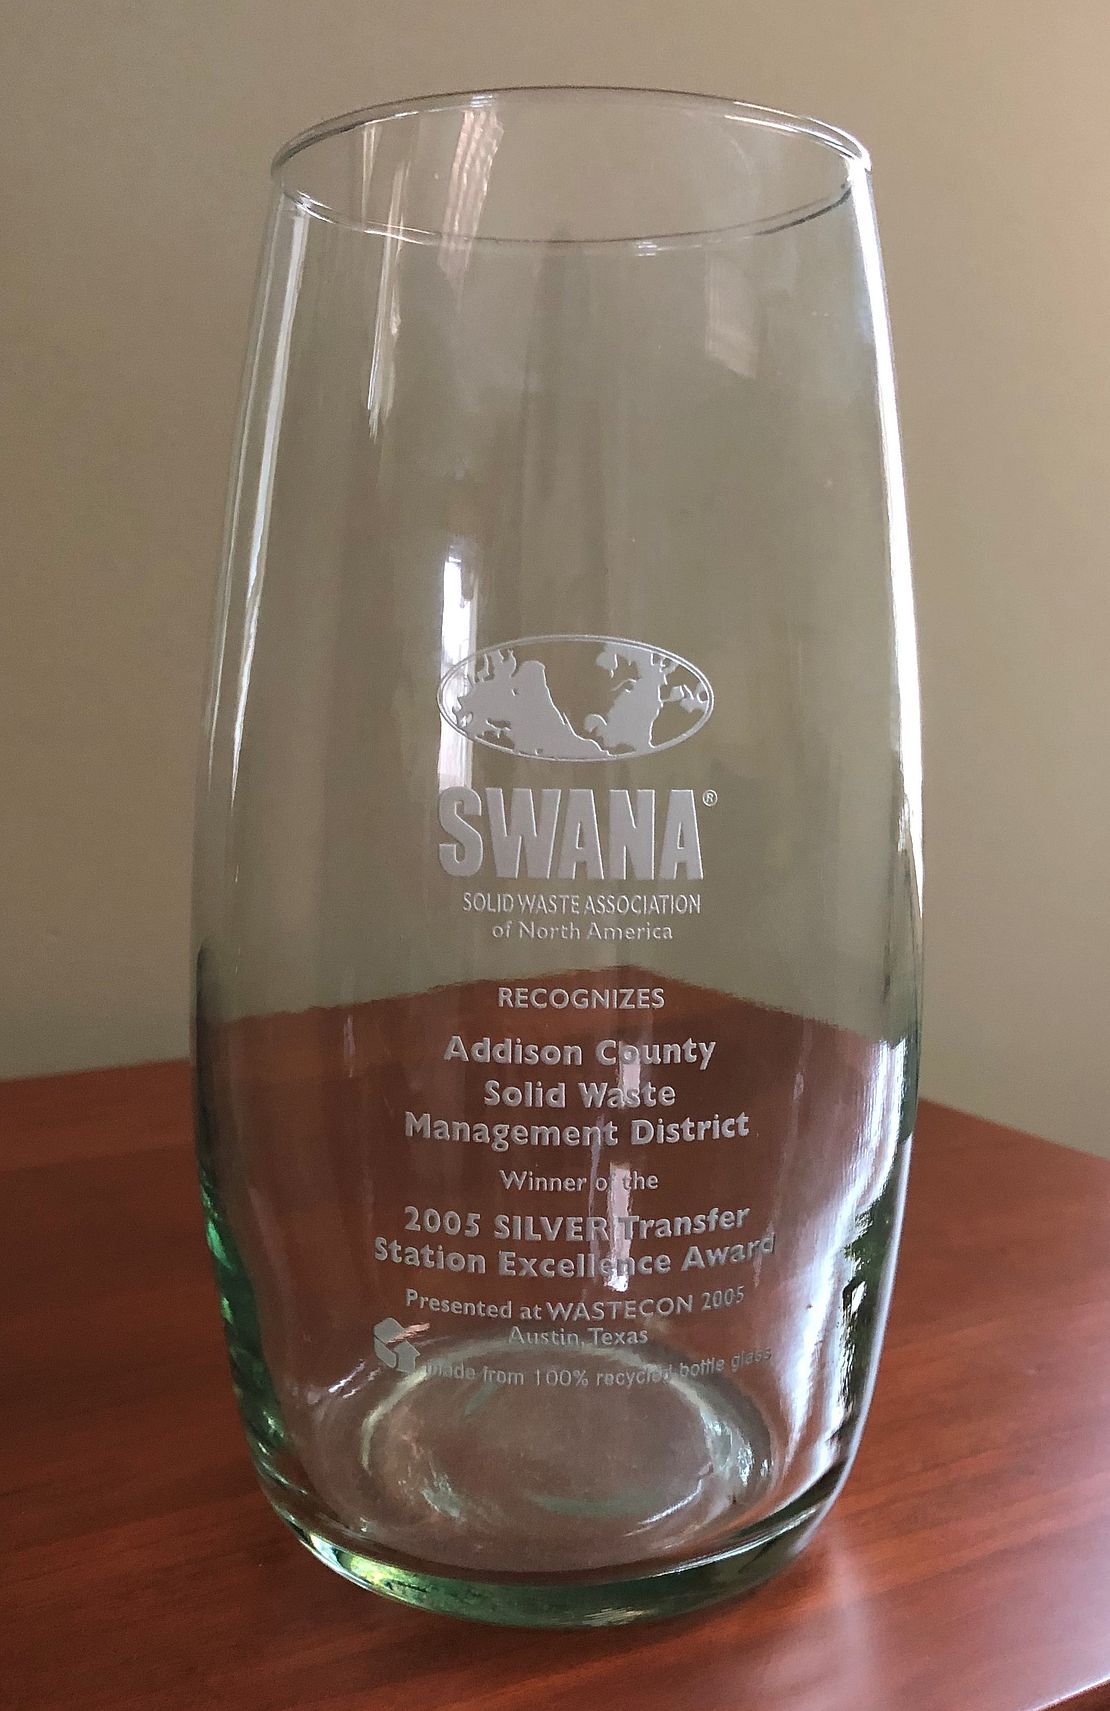 SWANA®
SOLID WASTE ASSOCIATION
of North America
RECOGNIZES
Addison County
Solid Waste
Management District
Winner of the
2005 SILVER Transfer
Station Excellence Award
Presented at WASTECON 2005
Austin, Texas
made from 100% recycled bottle glass